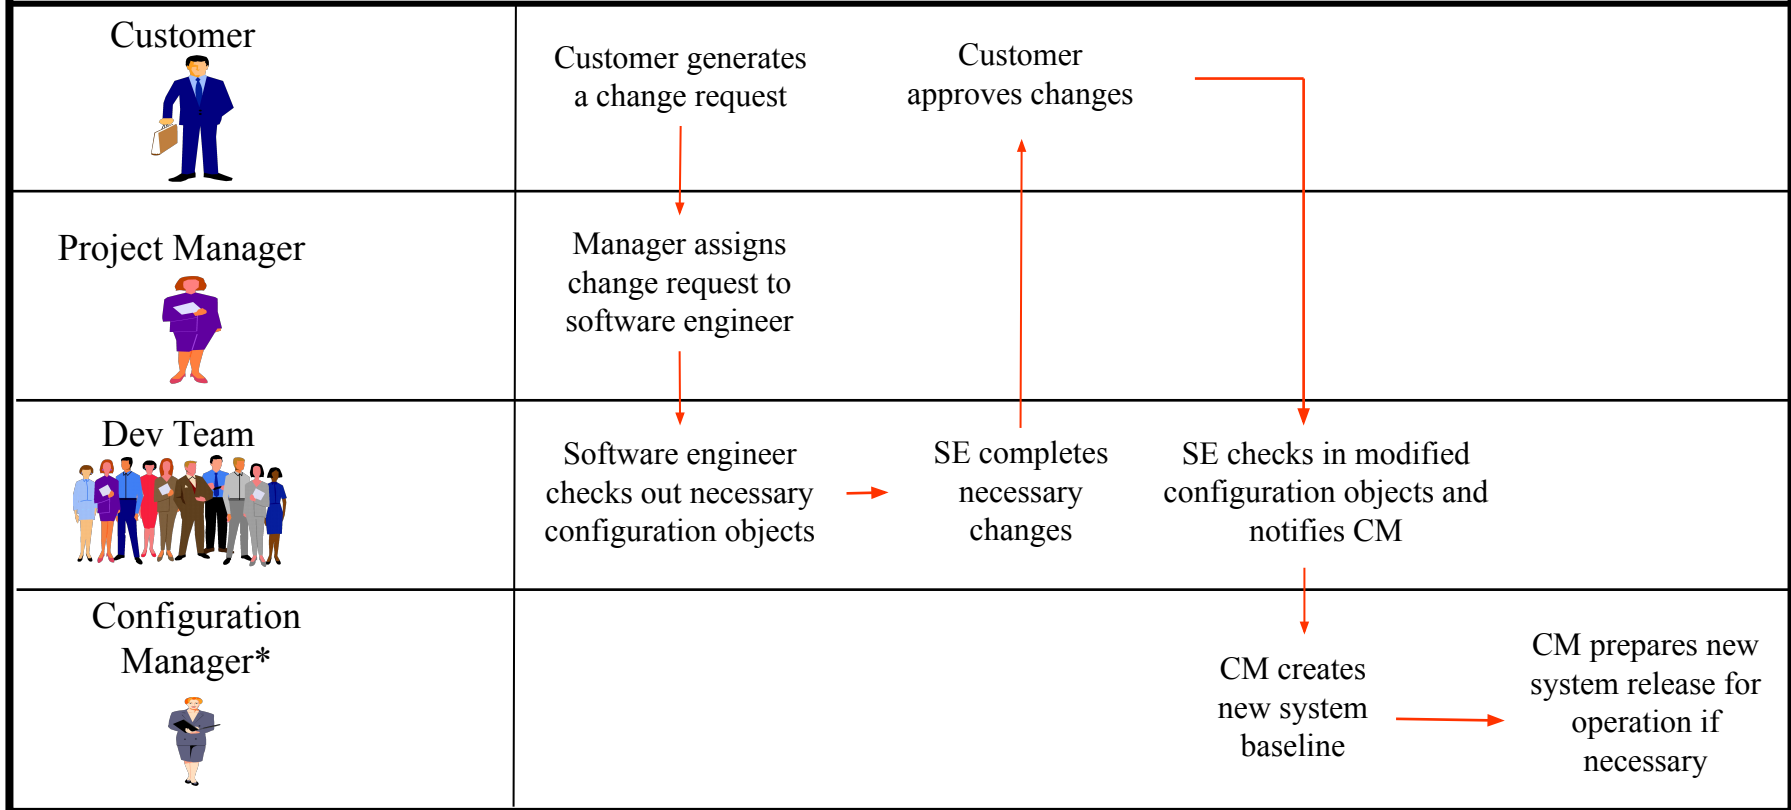 Customer
Customer generates
a change request
Customer
approves changes
Project Manager
Manager assigns
change request to
software engineer
Dev Team
Software engineer
checks out necessary
configuration objects
SE completes
necessary
changes
SE checks in modified
configuration objects and
notifies CM
Configuration
Manager*
CM creates
new system
baseline
CM prepares new
system release for
operation if
necessary